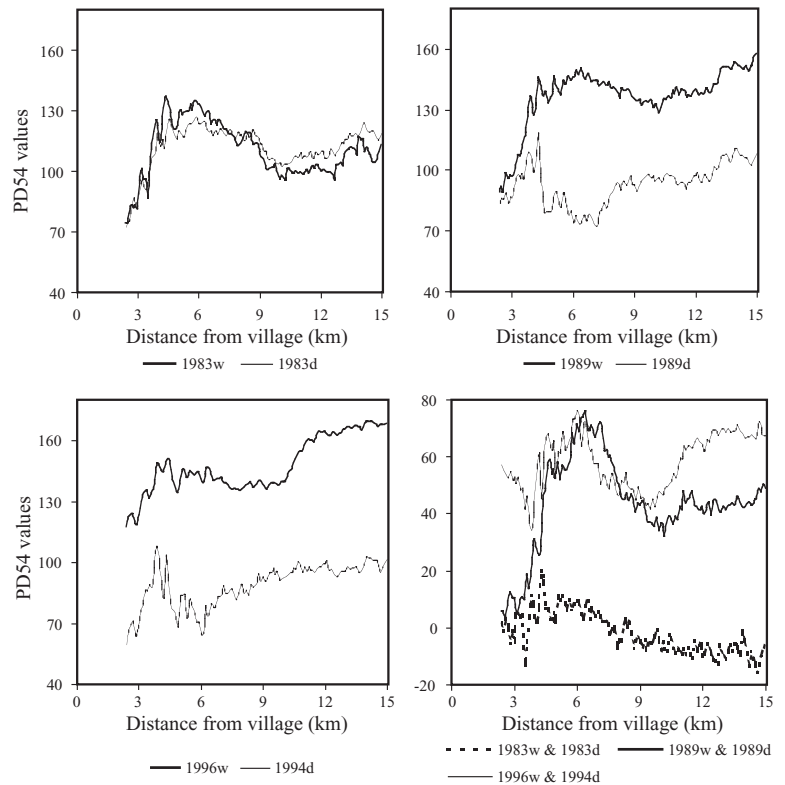 160
130
100
70
40
PD54 values
0 3 6 9 12 15
Distance from village (km)
1983w 1983d
160
130
100
70
40
0 3 6 9 12 15
Distance from village (km)
1989w 1989d
160
130
100
70
40
PD54 values
0 3 6 9 12 15
Distance from village (km)
1996w 1994d
80
60
40
20
0
-20
0 3 6 9 12 15
Distance from village (km)
1983w & 1983d 1989w & 1989d
1996w & 1994d